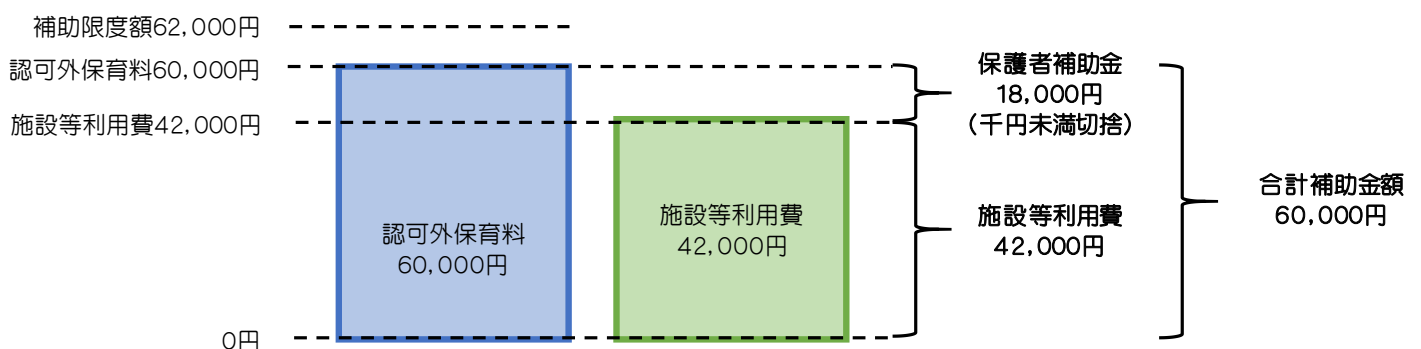 補助限度額62,000円
認可外保育料60,000円
施設等利用費42,000円
0円
認可外保育料
60,000円
施設等利用費
42,000円
保護者補助金
18,000円
(千円未満切捨)
施設等利用費
42,000円
合計補助金額
60,000円